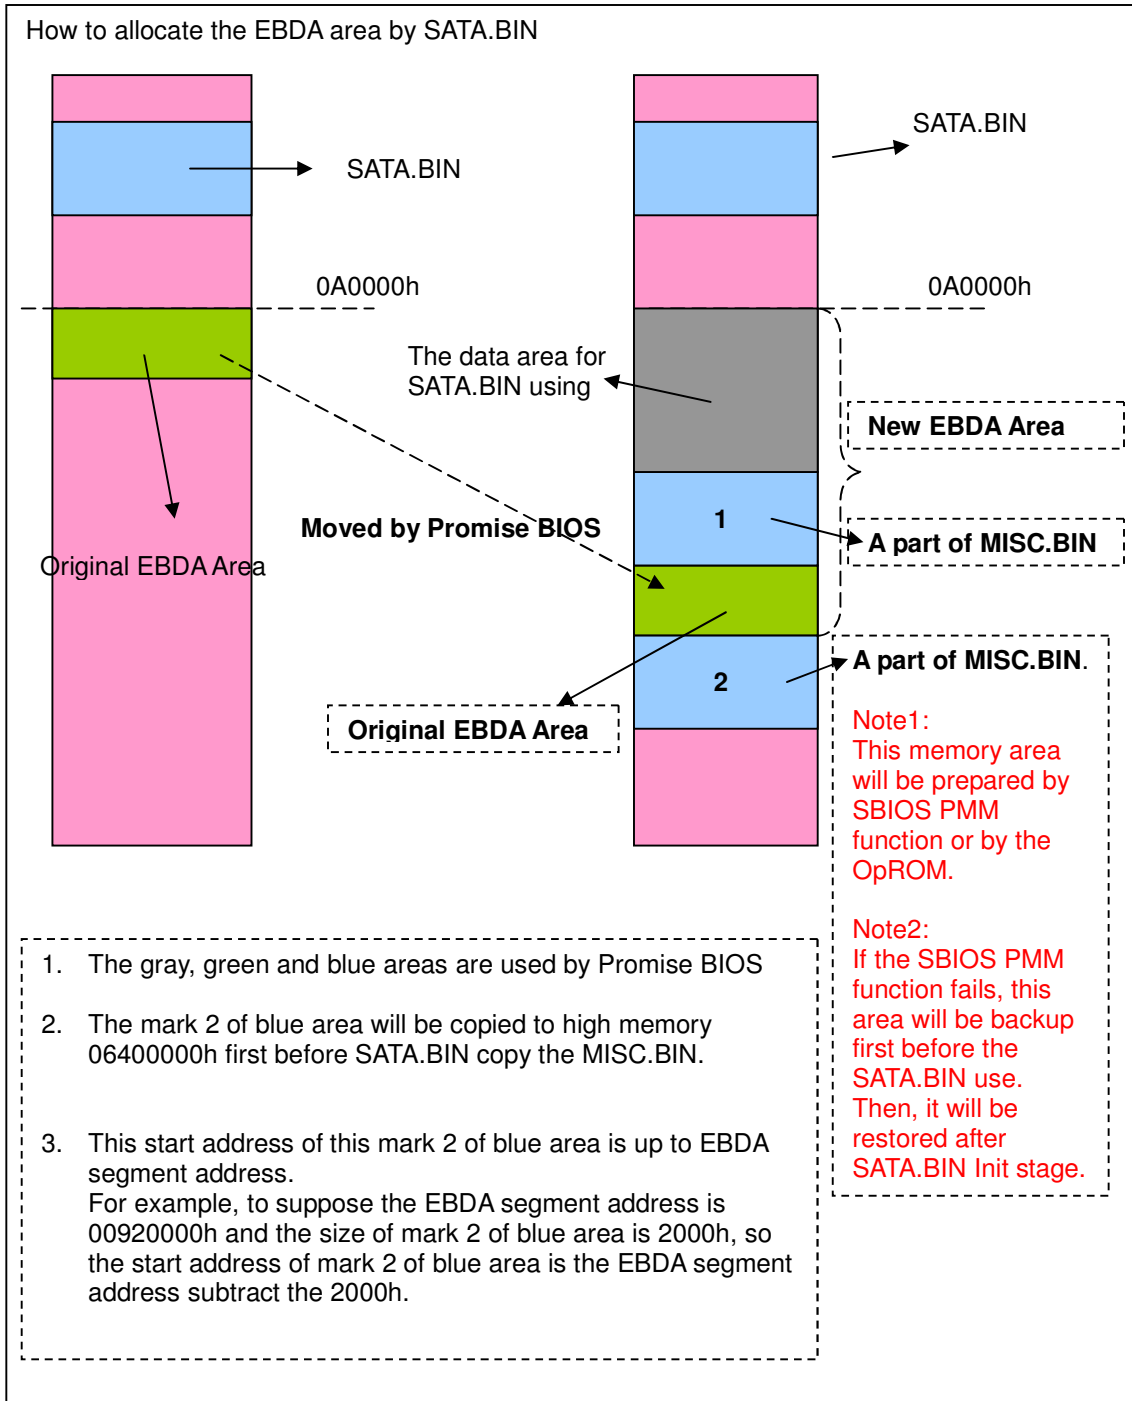 How to allocate the EBDA area by SATA.BIN
SATA.BIN
SATA.BIN
0A0000h
0A0000h
The data area for
SATA.BIN using
New EBDA Area
1
Moved by Promise BIOS
A part of MISC.BIN
Original EBDA Area
2
A part of MISC.BIN.
Original EBDA Area
Note1:
This memory area
will be prepared by
SBIOS PMM
function or by the
OpROM.
Note2:
If the SBIOS PMM
function fails, this
area will be backup
first before the
SATA.BIN use.
Then, it will be
restored after
SATA.BIN Init stage.
1. The gray, green and blue areas are used by Promise BIOS
2. The mark 2 of blue area will be copied to high memory
06400000h first before SATA.BIN copy the MISC.BIN.
3. This start address of this mark 2 of blue area is up to EBDA
segment address.
For example, to suppose the EBDA segment address is
00920000h and the size of mark 2 of blue area is 2000h, so
the start address of mark 2 of blue area is the EBDA segment
address subtract the 2000h.